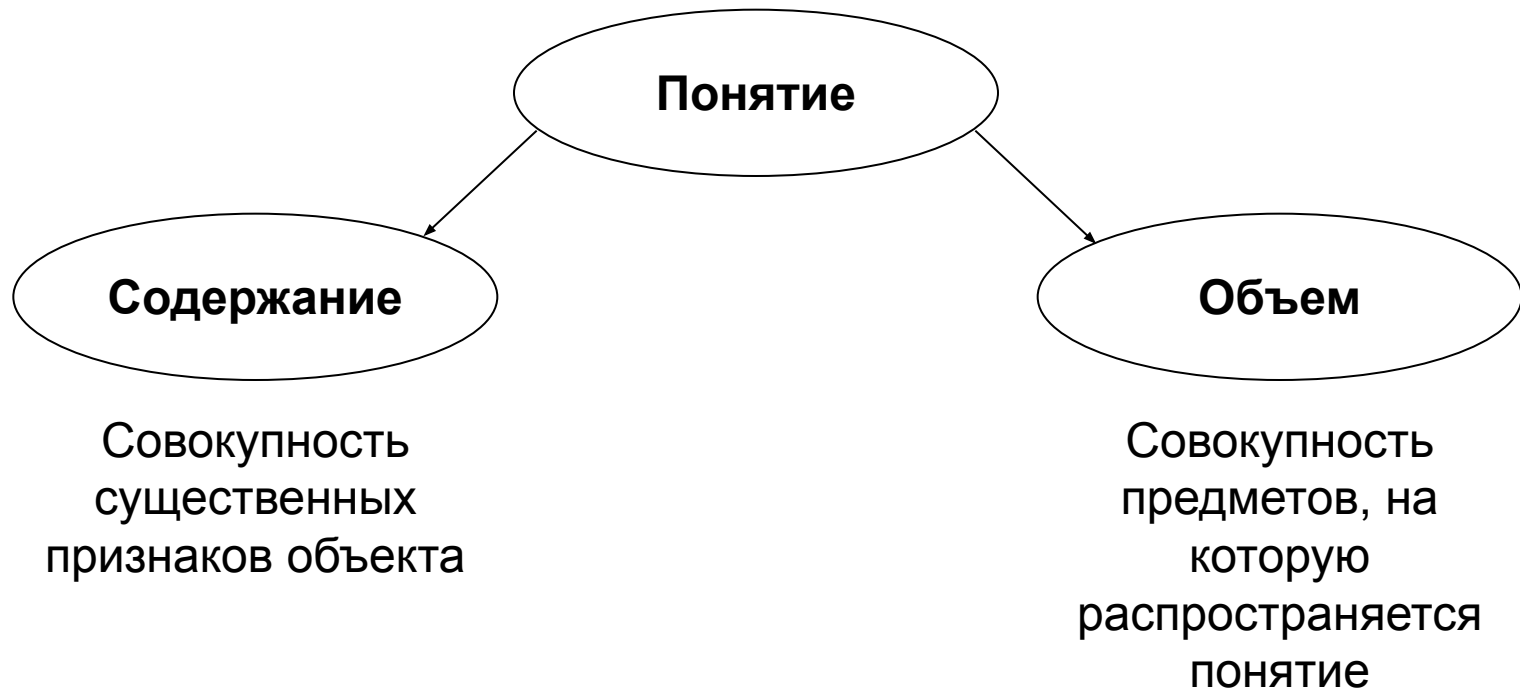 Понятие
Содержание
Объем
Совокупность
существенных
признаков объекта
Совокупность
предметов, на
которую
распространяется
понятие